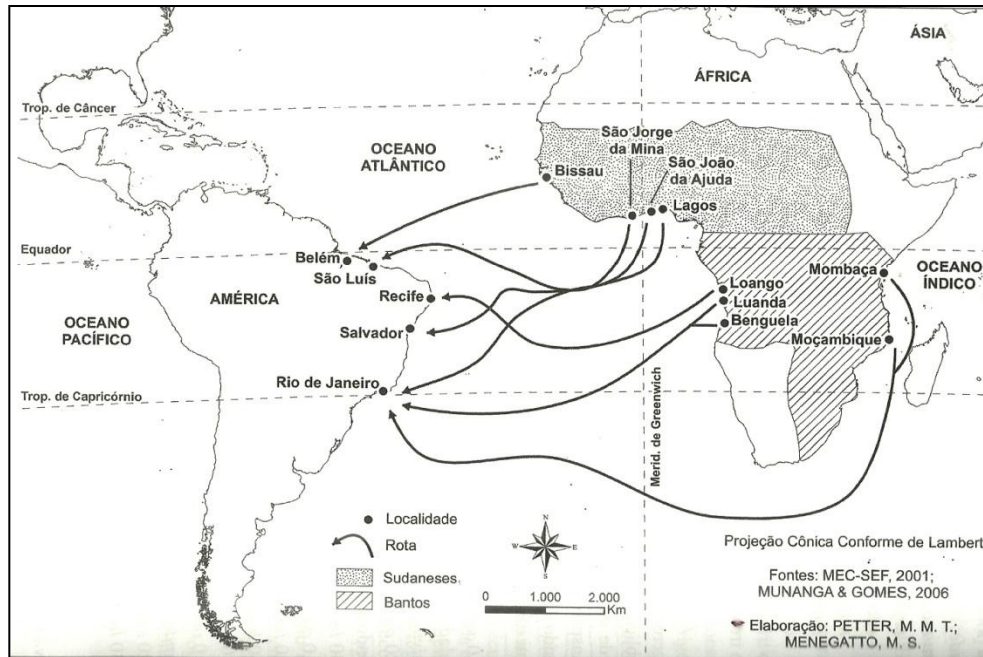 ÁSIA
ÁFRICA
Trop. de Câncer
OCEANO
ATLÂNTICO
São Jorge
da Mina
São João
da Ajuda
Bissau
Lagos
Equador
Belém
São Luís
Mombaça
OCEANO
ÍNDICO
AMÉRICA
Recife
Loango
Luanda
OCEANO
PACÍFICO
Salvador
Benguela
Moçambique
Rio de Janeiro
Trop. de Capricórnio
Merid. de Greenwich
Localidade
Rota
N
W
E
S
Sudaneses
Bantos
0
1.000
2.000
Km
Projeção Cônica Conforme de Lambert
Fontes: MEC-SEF, 2001;
MUNANGA & GOMES, 2006
Elaboração: PETTER, M. M. T.;
MENEGATTO, M. S.